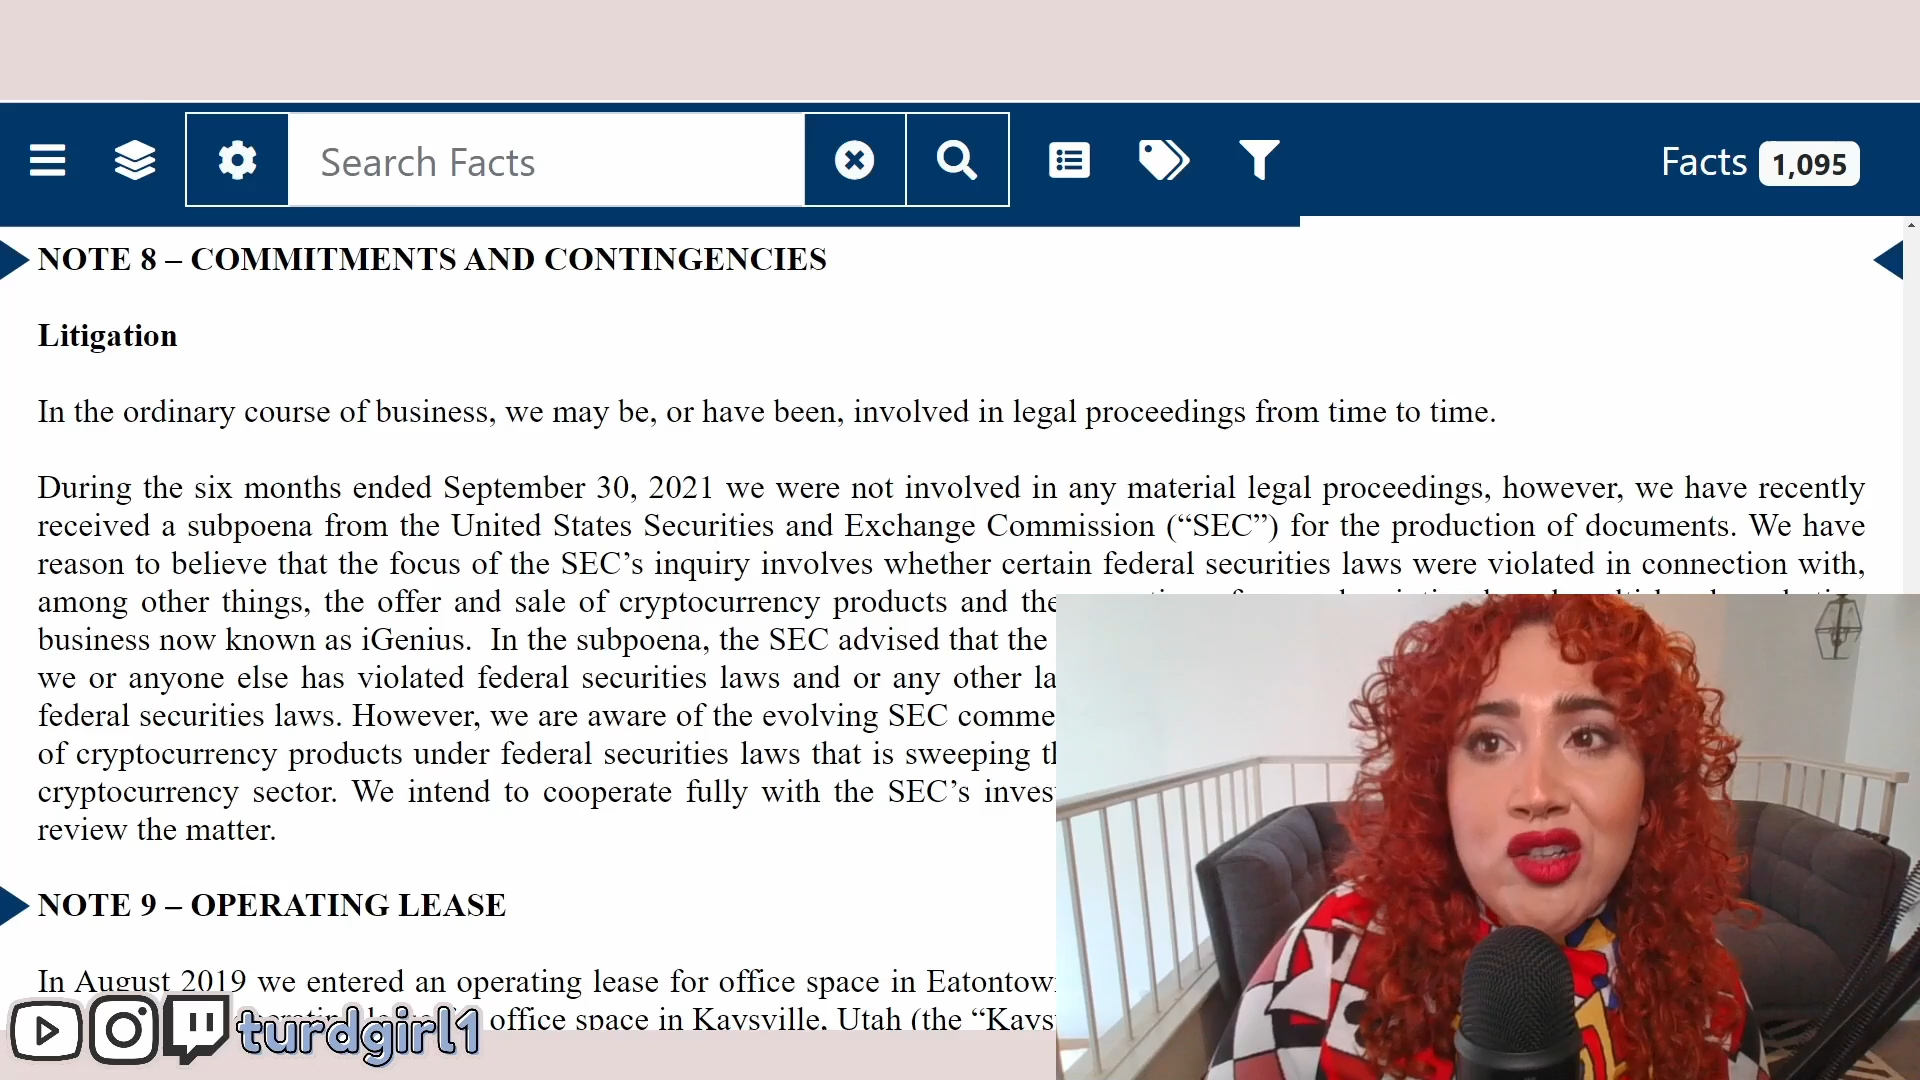 Search Facts
Facts 1,095
NOTE 8 – COMMITMENTS AND CONTINGENCIES
Litigation
In the ordinary course of business, we may be, or have been, involved in legal proceedings from time to time.
During the six months ended September 30, 2021 we were not involved in any material legal proceedings, however, we have recently
received a subpoena from the United States Securities and Exchange Commission (“SEC”) for the production of documents. We have
reason to believe that the focus of the SEC’s inquiry involves whether certain federal securities laws were violated in connection with,
among other things, the offer and sale of cryptocurrency products and the
business now known as iGenius. In the subpoena, the SEC advised that the
we or anyone else has violated federal securities laws and or any other
federal securities laws. However, we are aware of the evolving SEC
of cryptocurrency products under federal securities laws that is sweeping
cryptocurrency sector. We intend to cooperate fully with the SEC’s
review the matter.
NOTE 9 – OPERATING LEASE
In August 2019 we entered an operating lease for office space in
office space in Kaysville, Utah (the
turdgirl1